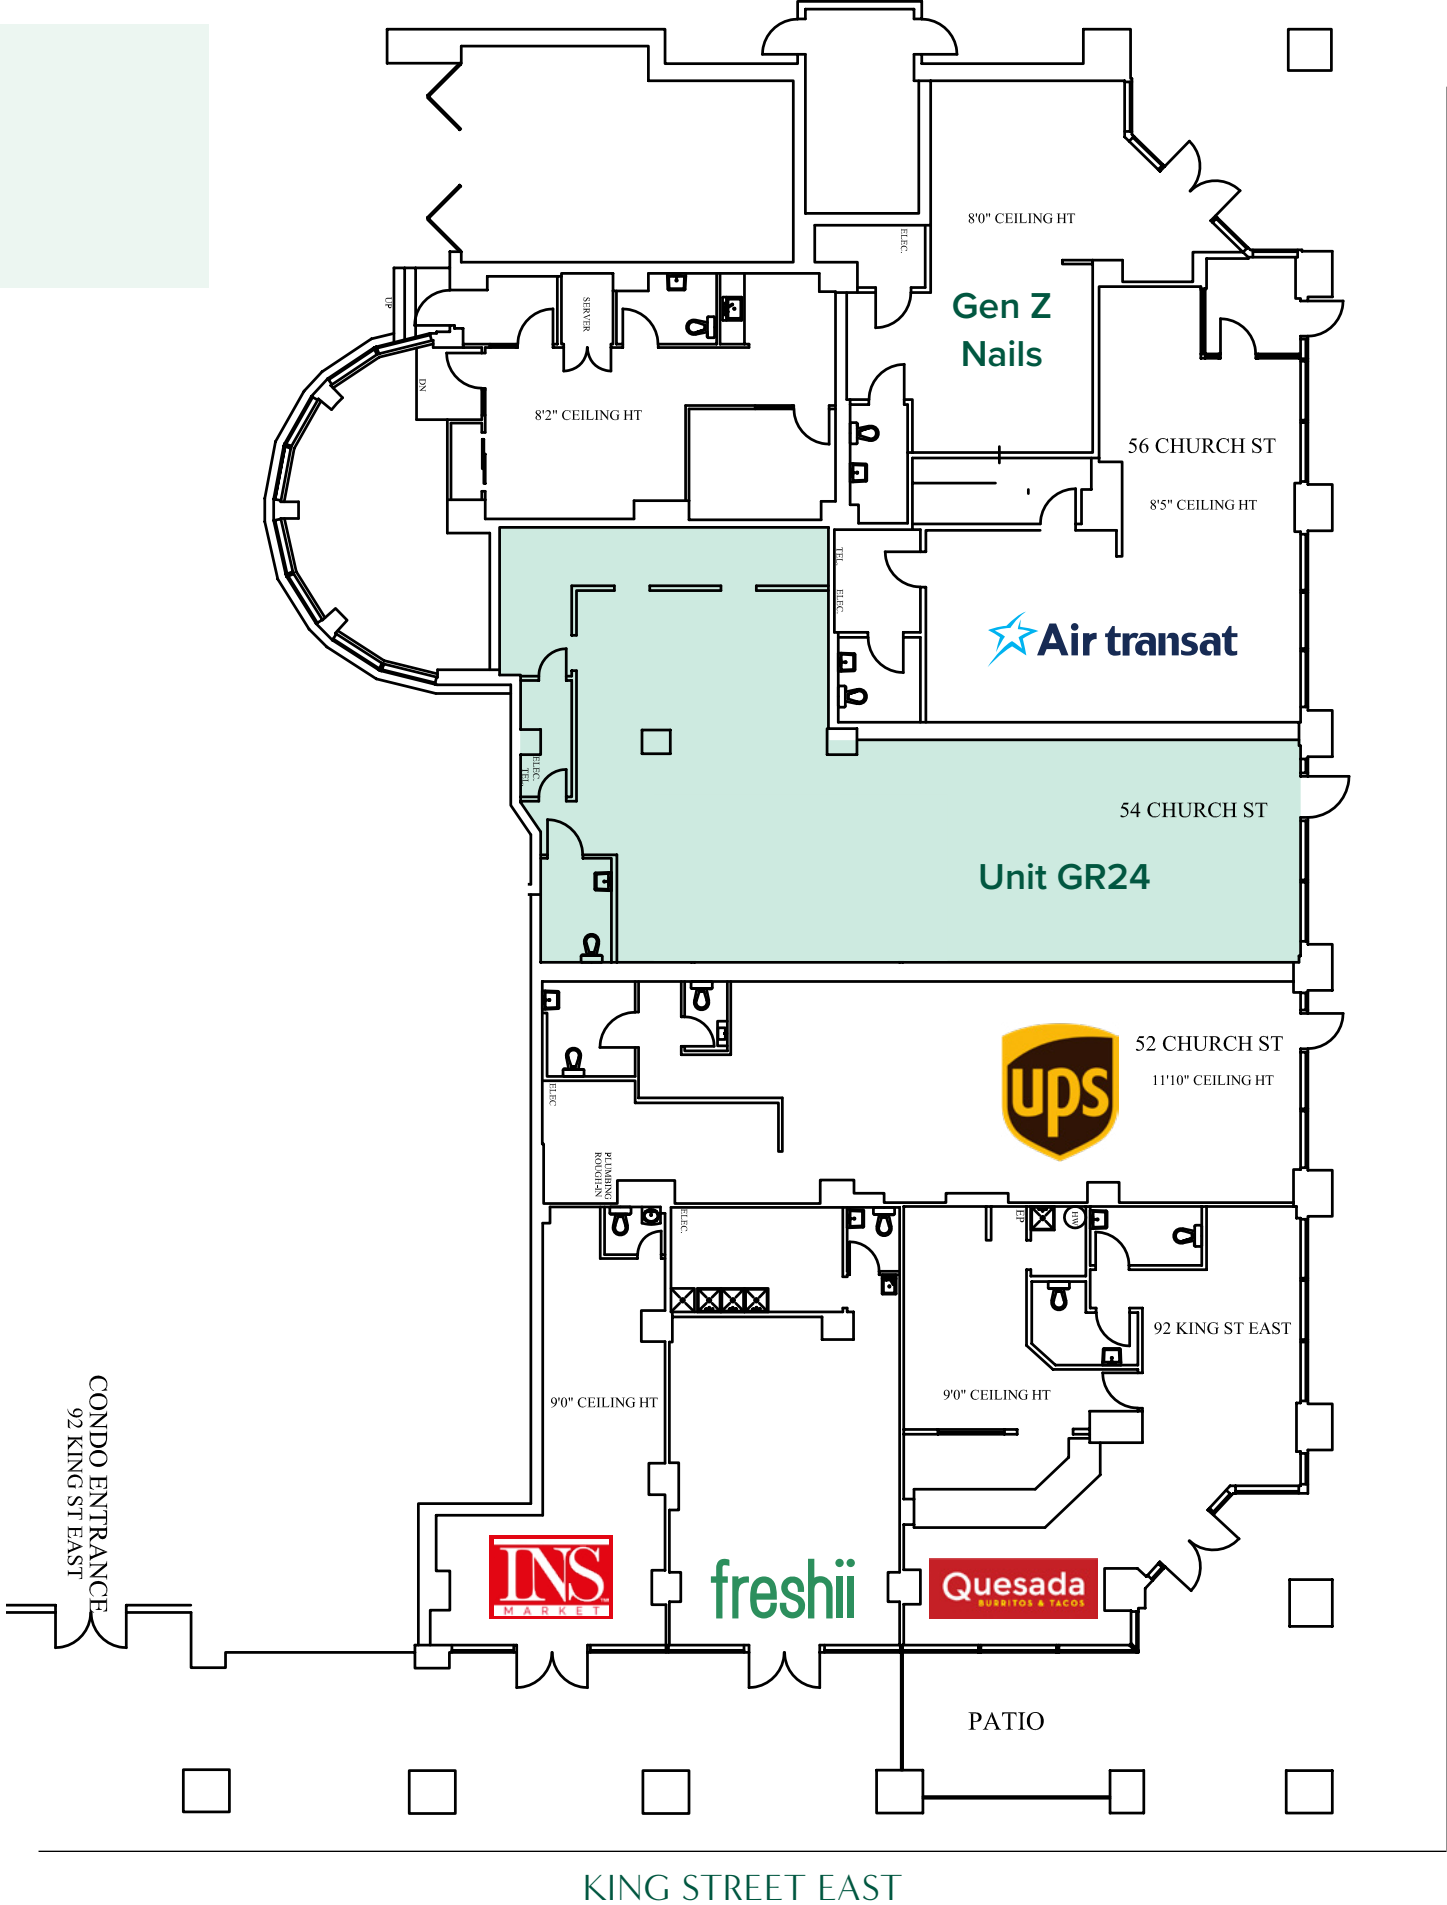 8'0" CEILING HT
ELEC.
Gen Z
Nails
UP
SERVER
DN
8'2" CEILING HT
56 CHURCH ST
8'5" CEILING HT
TEL.
ELEC.
Air transat
ELEC.
TEL.
54 CHURCH ST
Unit GR24
52 CHURCH ST
11'10" CEILING HT
ups
ELEC
PLUMBING
ROUGH-IN
ELEC.
EP
HW
92 KING ST EAST
9'0" CEILING HT
9'0" CEILING HT
CONDO ENTRANCE
92 KING ST EAST
INS
MARKET
freshii
Quesada
BURRITOS & TACOS
PATIO
KING STREET EAST